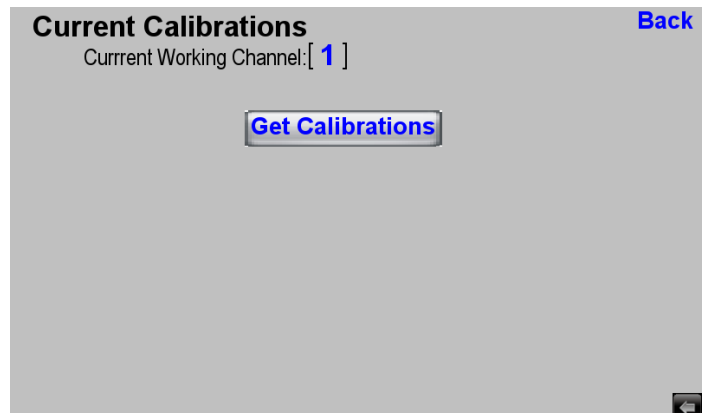 Current Calibrations
Back
Currrent Working Channel:[ 1 ]
Get Calibrations